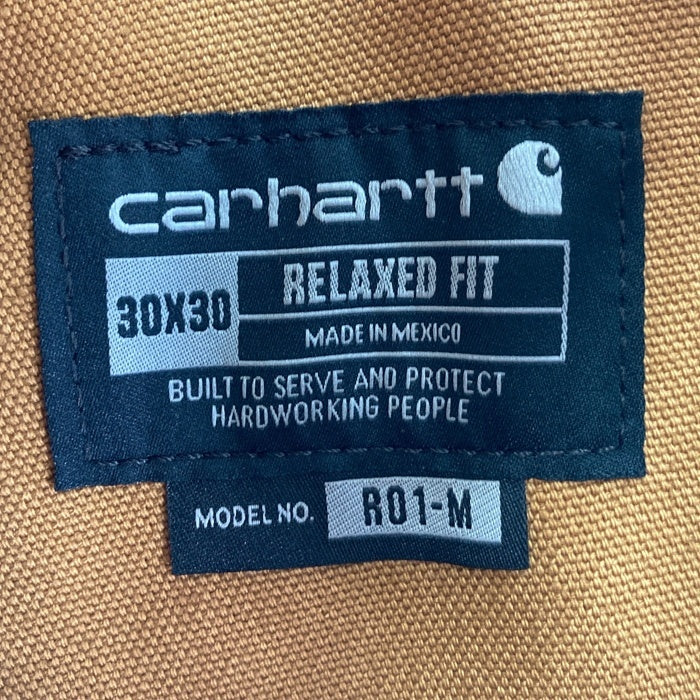 carhartt
30X30
RELAXED FIT
MADE IN MEXICO
BUILT TO SERVE AND PROTECT
HARDWORKING PEOPLE
MODEL NO. R01-M